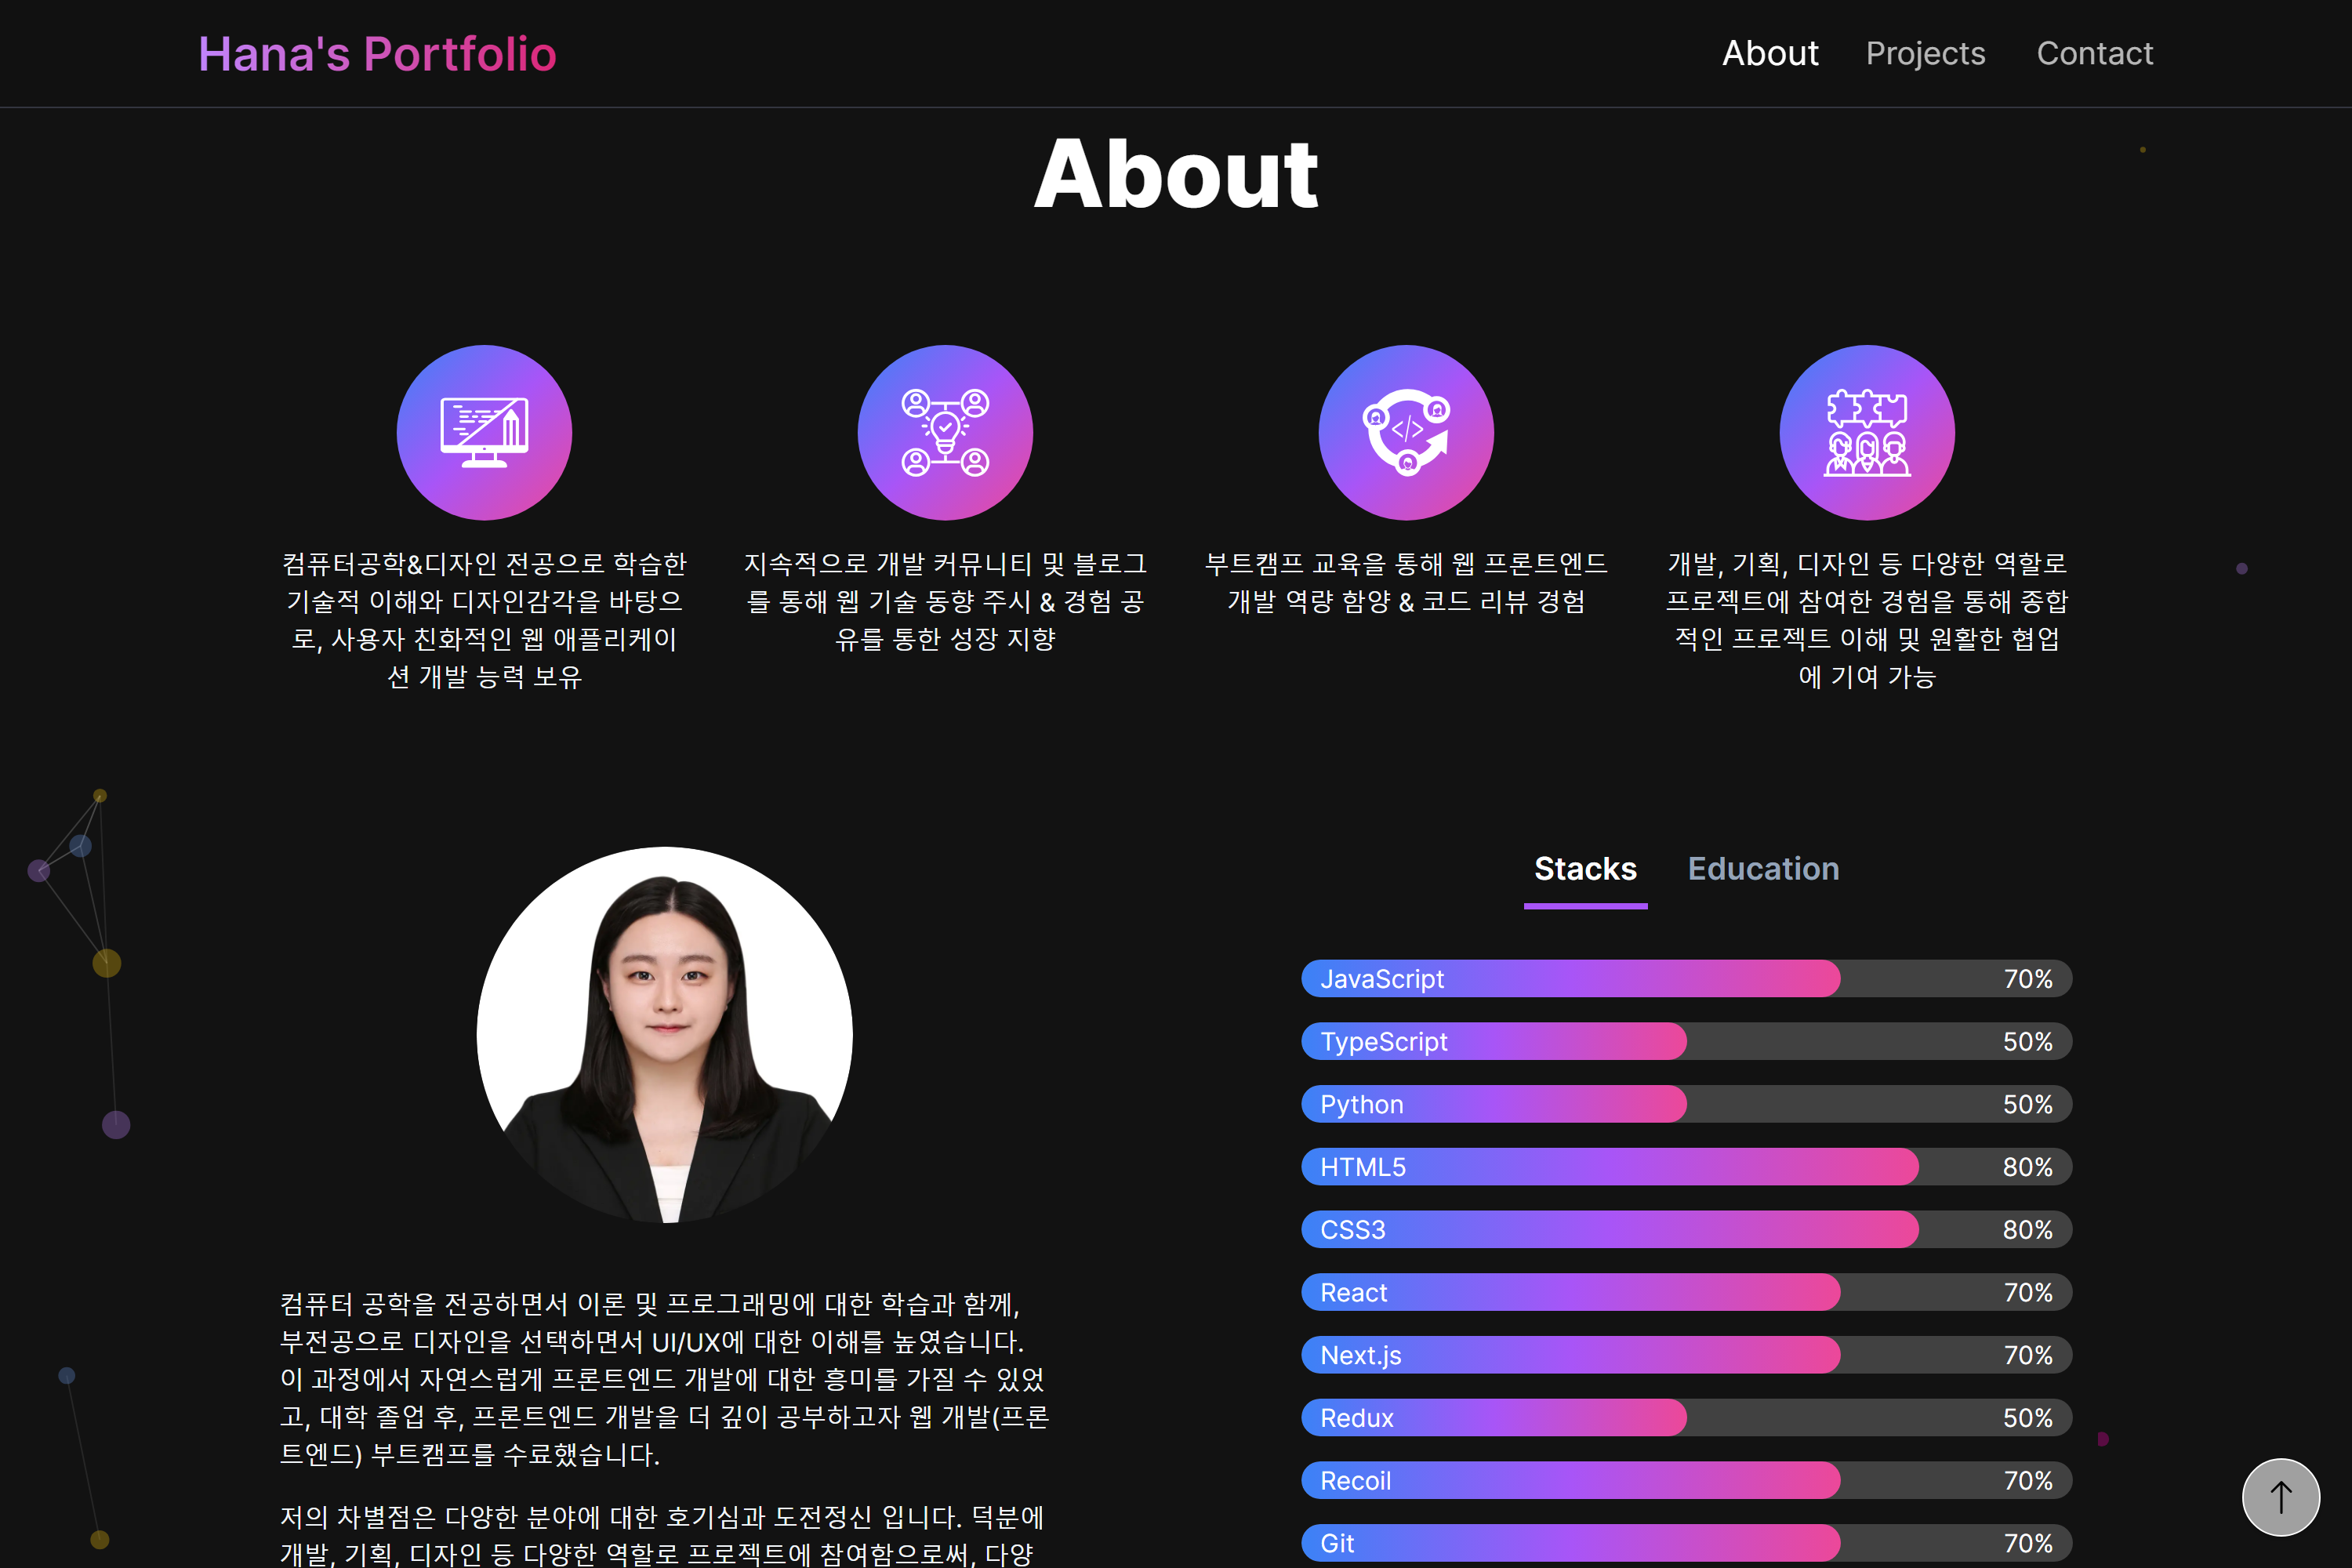 Hana's Portfolio
About
Projects
Contact
About
컴퓨터공학&디자인 전공으로 학습한
기술적 이해와 디자인감각을 바탕으
로, 사용자 친화적인 웹 애플리케이
션 개발 능력 보유
지속적으로 개발 커뮤니티 및 블로그
를 통해 웹 기술 동향 주시 & 경험 공
유를 통한 성장 지향
부트캠프 교육을 통해 웹 프론트엔드
개발 역량 함양 & 코드 리뷰 경험
개발, 기획, 디자인 등 다양한 역할로
프로젝트에 참여한 경험을 통해 종합
적인 프로젝트 이해 및 원활한 협업
에 기여 가능
컴퓨터 공학을 전공하면서 이론 및 프로그래밍에 대한 학습과 함께,
부전공으로 디자인을 선택하면서 UI/UX에 대한 이해를 높였습니다.
이 과정에서 자연스럽게 프론트엔드 개발에 대한 흥미를 가질 수 있었
고, 대학 졸업 후, 프론트엔드 개발을 더 깊이 공부하고자 웹 개발(프론
트엔드) 부트캠프를 수료했습니다.
저의 차별점은 다양한 분야에 대한 호기심과 도전정신 입니다. 덕분에
개발, 기획, 디자인 등 다양한 역할로 프로젝트에 참여함으로써, 다양
Stacks
Education
JavaScript 70%
TypeScript 50%
Python 50%
HTML5 80%
CSS3 80%
React 70%
Next.js 70%
Redux 50%
Recoil 70%
Git 70%